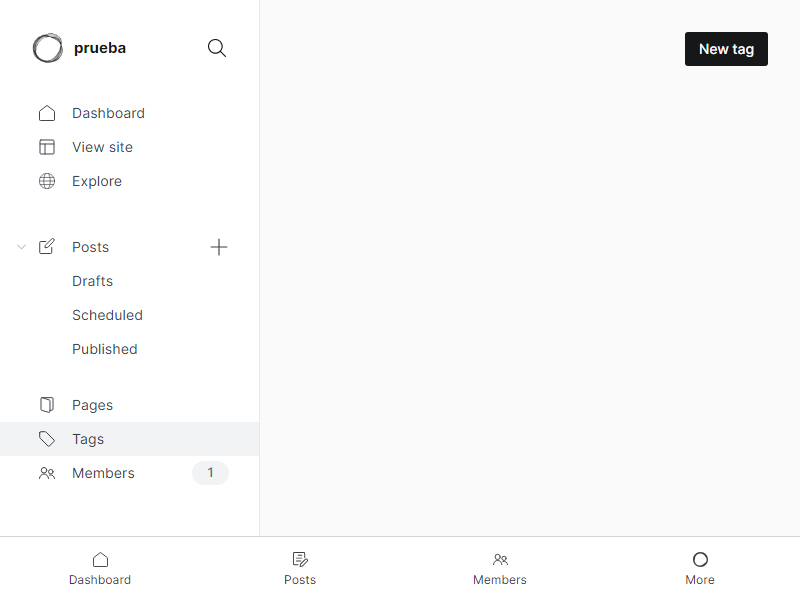 prueba
New tag
Dashboard
View site
Explore
Posts
Drafts
Scheduled
Published
Pages
Tags
Members 1
Dashboard
Posts
Members
More